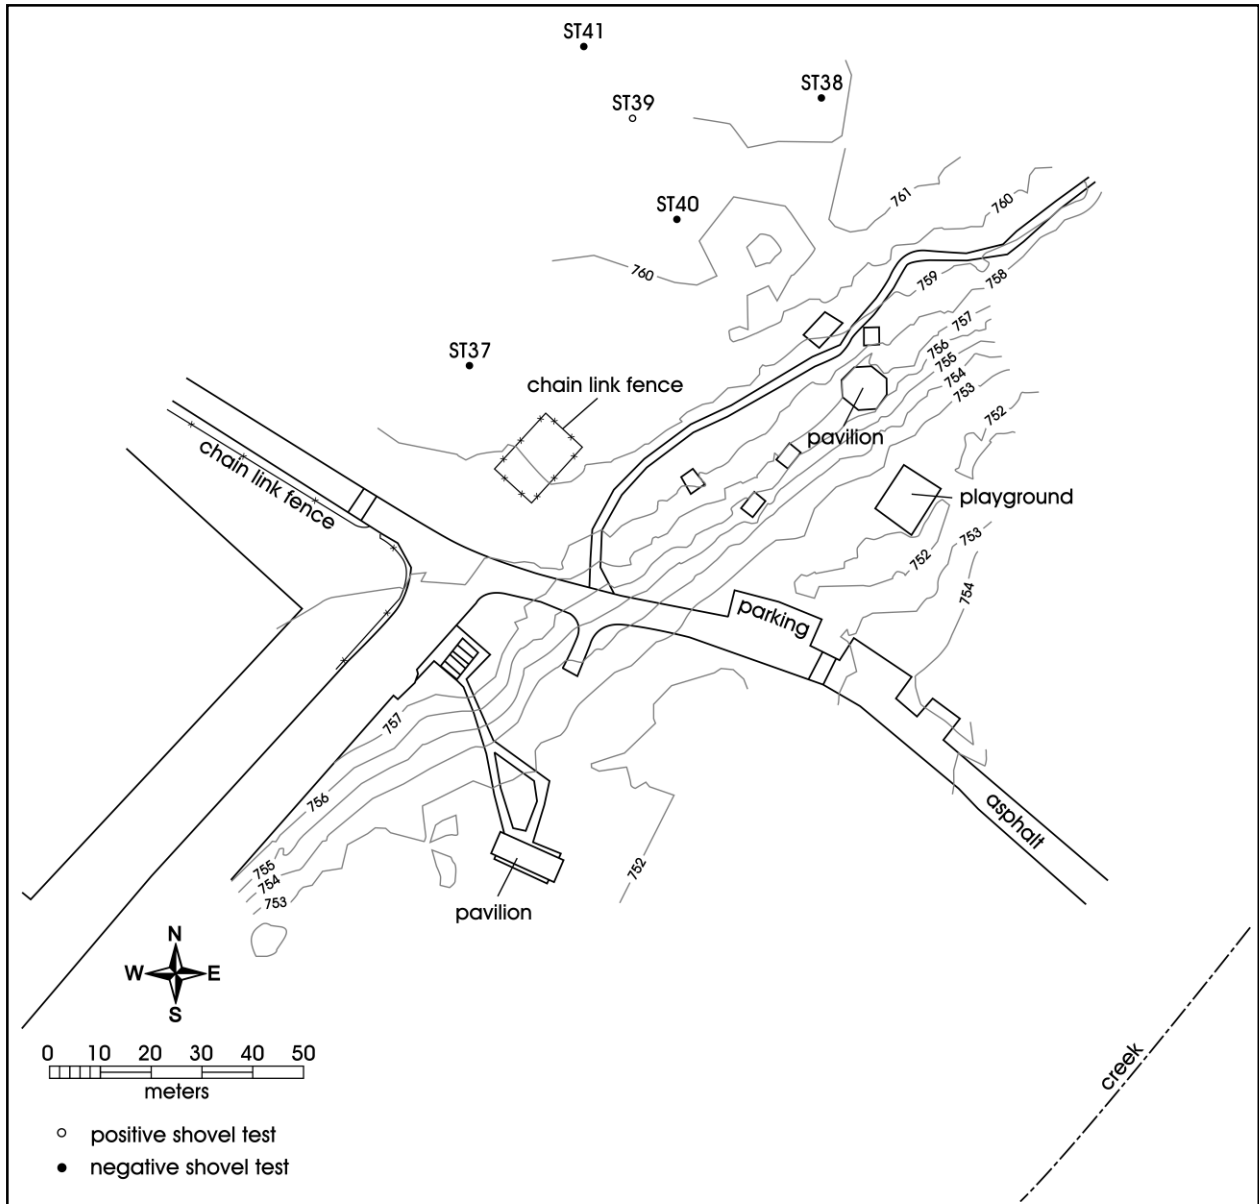 ST41
ST38
ST39
761
760
ST40
760
759
758
757
756
755
754
753
ST37
chain link fence
752
pavilion
chain link fence
playground
753
752
754
parking
757
756
asphalt
755
754
753
752
pavilion
N
W E
S
creek
0 10 20 30 40 50
meters
positive shovel test
negative shovel test